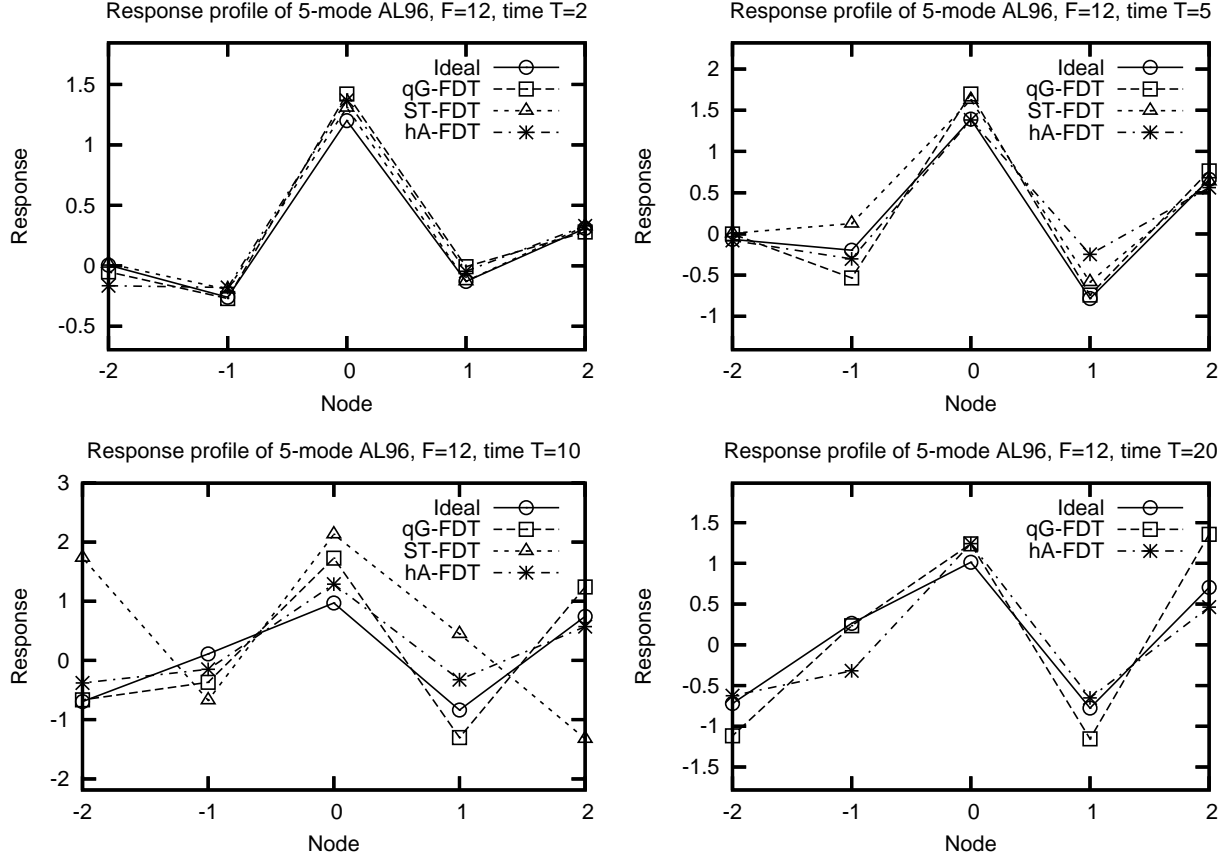 Response profile of 5-mode AL96, F=12, time T=2
1.5
1
0.5
0
-0.5
-2
-1
0
1
2
Response
Node
Ideal
qG-FDT
ST-FDT
hA-FDT
Response profile of 5-mode AL96, F=12, time T=5
2
1.5
1
0.5
0
-0.5
-1
-2
-1
0
1
2
Response
Node
Ideal
qG-FDT
ST-FDT
hA-FDT
Response profile of 5-mode AL96, F=12, time T=10
3
2
1
0
-1
-2
-2
-1
0
1
2
Response
Node
Ideal
qG-FDT
ST-FDT
hA-FDT
Response profile of 5-mode AL96, F=12, time T=20
1.5
1
0.5
0
-0.5
-1
-1.5
-2
-1
0
1
2
Response
Node
Ideal
qG-FDT
hA-FDT